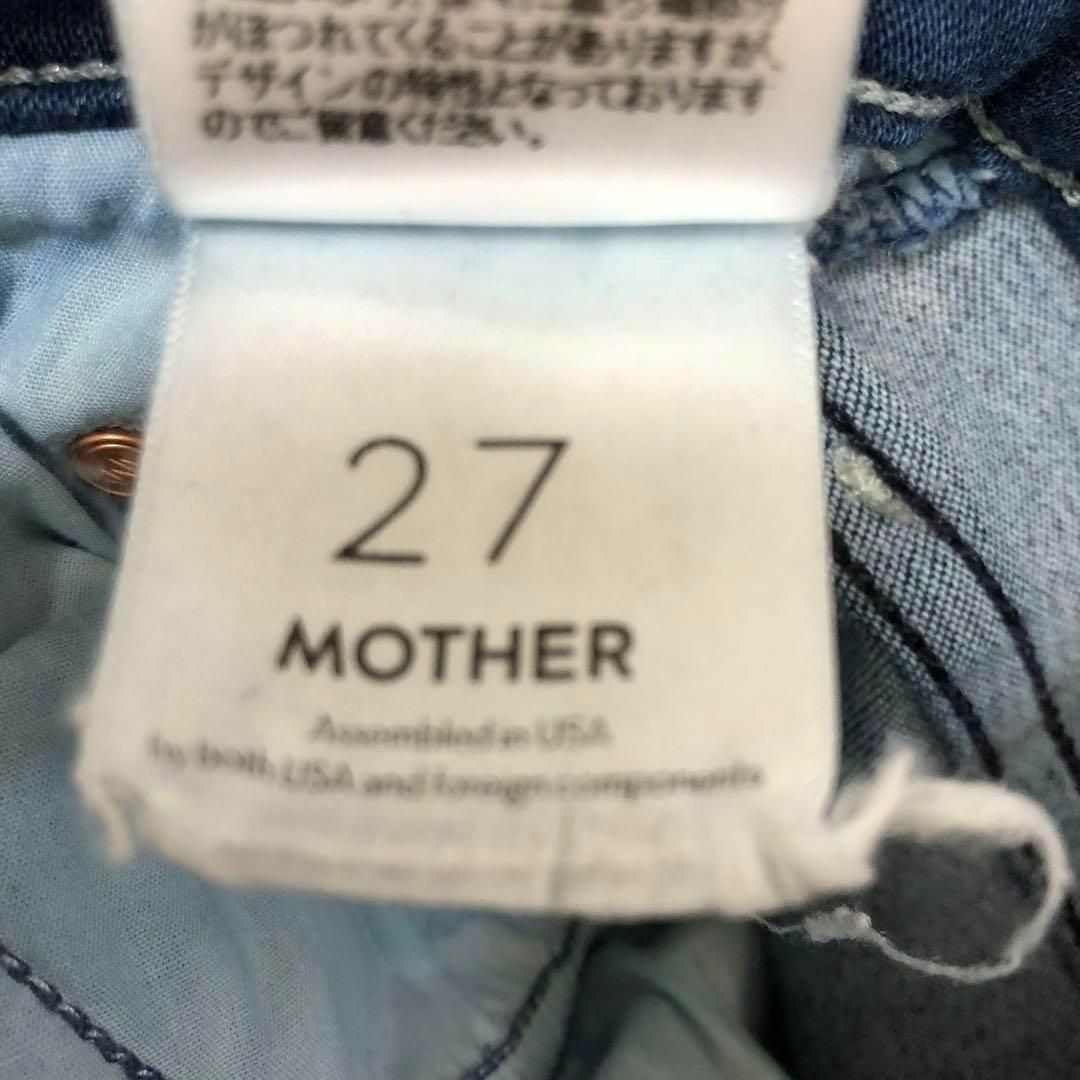 がほつれてくることがありますが、
デザインの特性となっております
のでご留意ください。
27
MOTHER
Assembled in USA
by both USA and foreign components